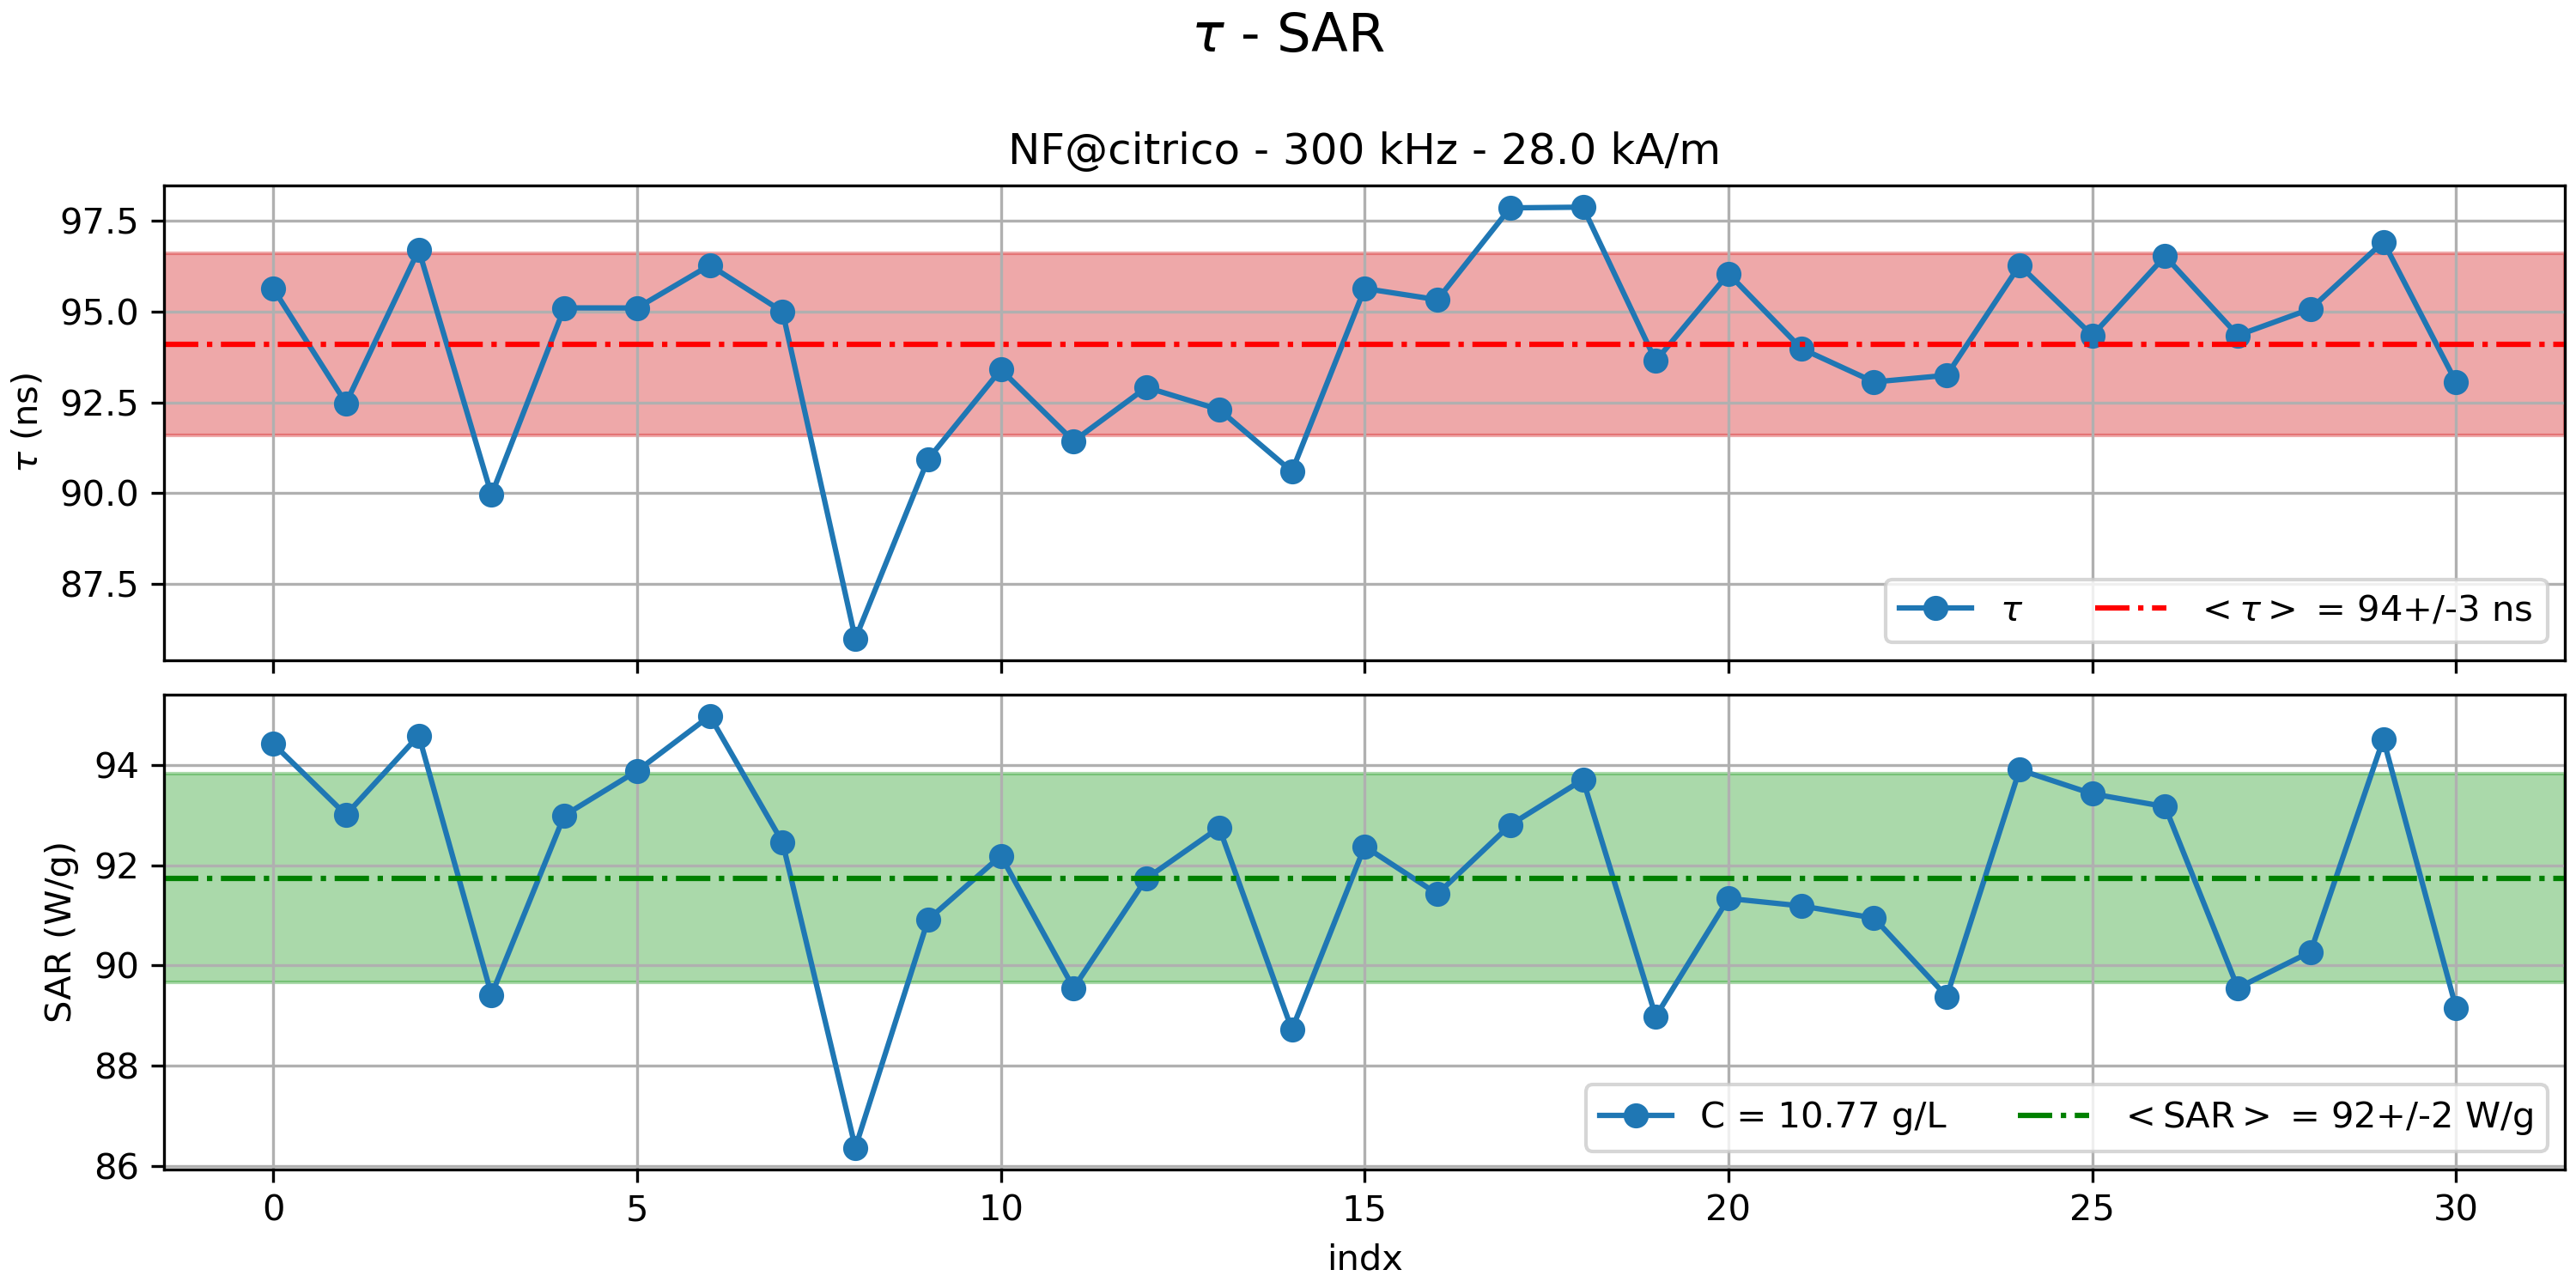 τ - SAR
NF@citrico - 300 kHz - 28.0 kA/m
97.5
95.0
92.5
90.0
87.5
τ (ns)
τ
<τ> = 94+/-3 ns
94
92
90
88
86
SAR (W/g)
C = 10.77 g/L
<SAR> = 92+/-2 W/g
0 5 10 15 20 25 30
indx